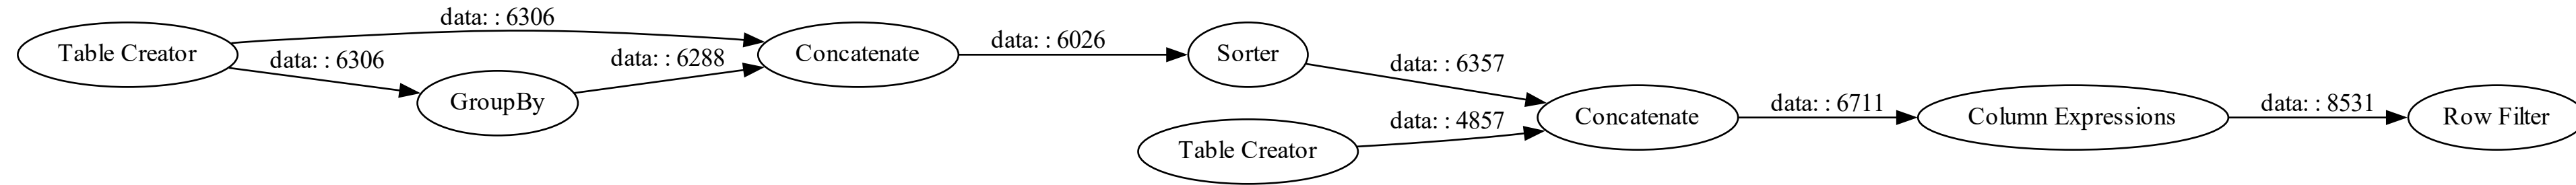 Table Creator
data: : 6306
data: : 6306
GroupBy
data: : 6288
Concatenate
data: : 6026
Sorter
data: : 6357
Table Creator
data: : 4857
Concatenate
data: : 6711
Column Expressions
data: : 8531
Row Filter